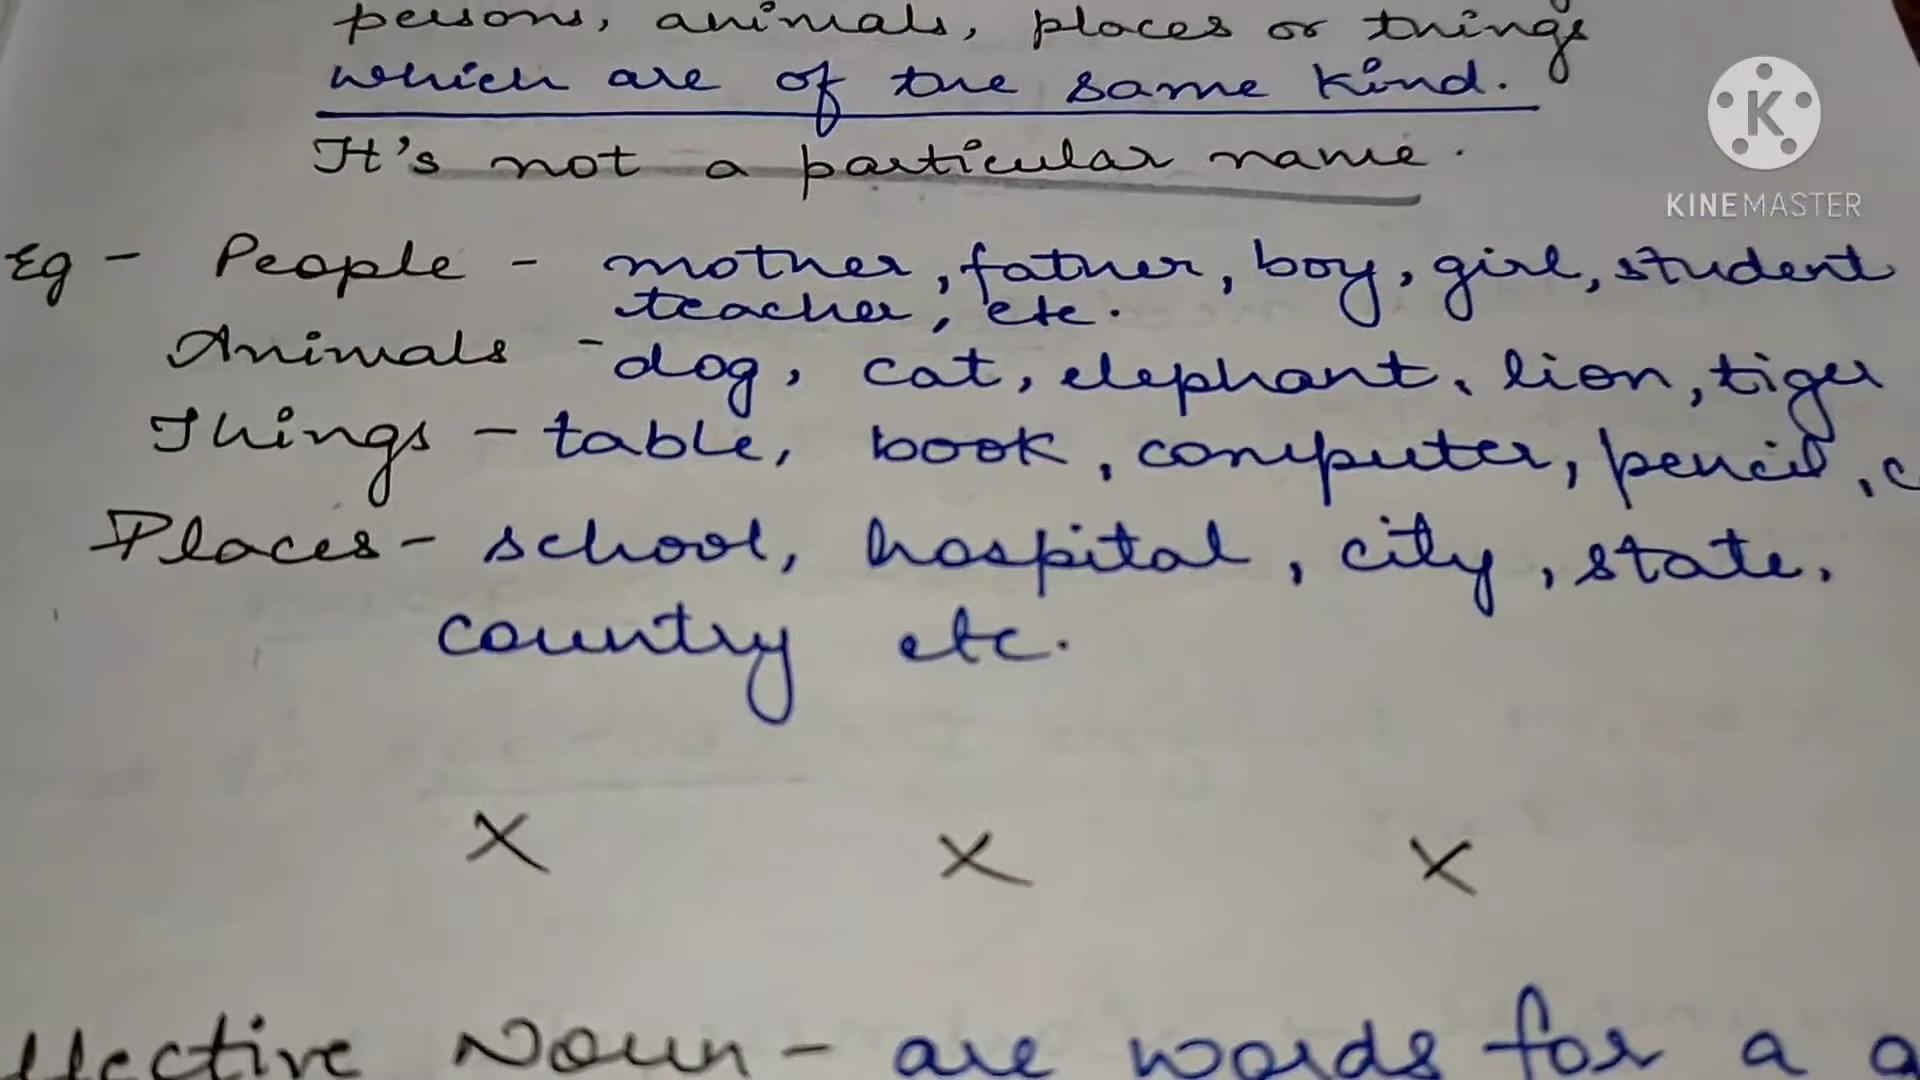 persons, animals, places or things
which are of the same kind.
It's not a particular name.
KINEMASTER
Eg - People - mother, father, boy, girl, student
teacher, etc.
Animals - dog, cat, elephant, lion, tiger
Things - table, book, computer, pencil, c
Places - school, hospital, city, state,
country etc.
x x x
llective Noun - are words for a